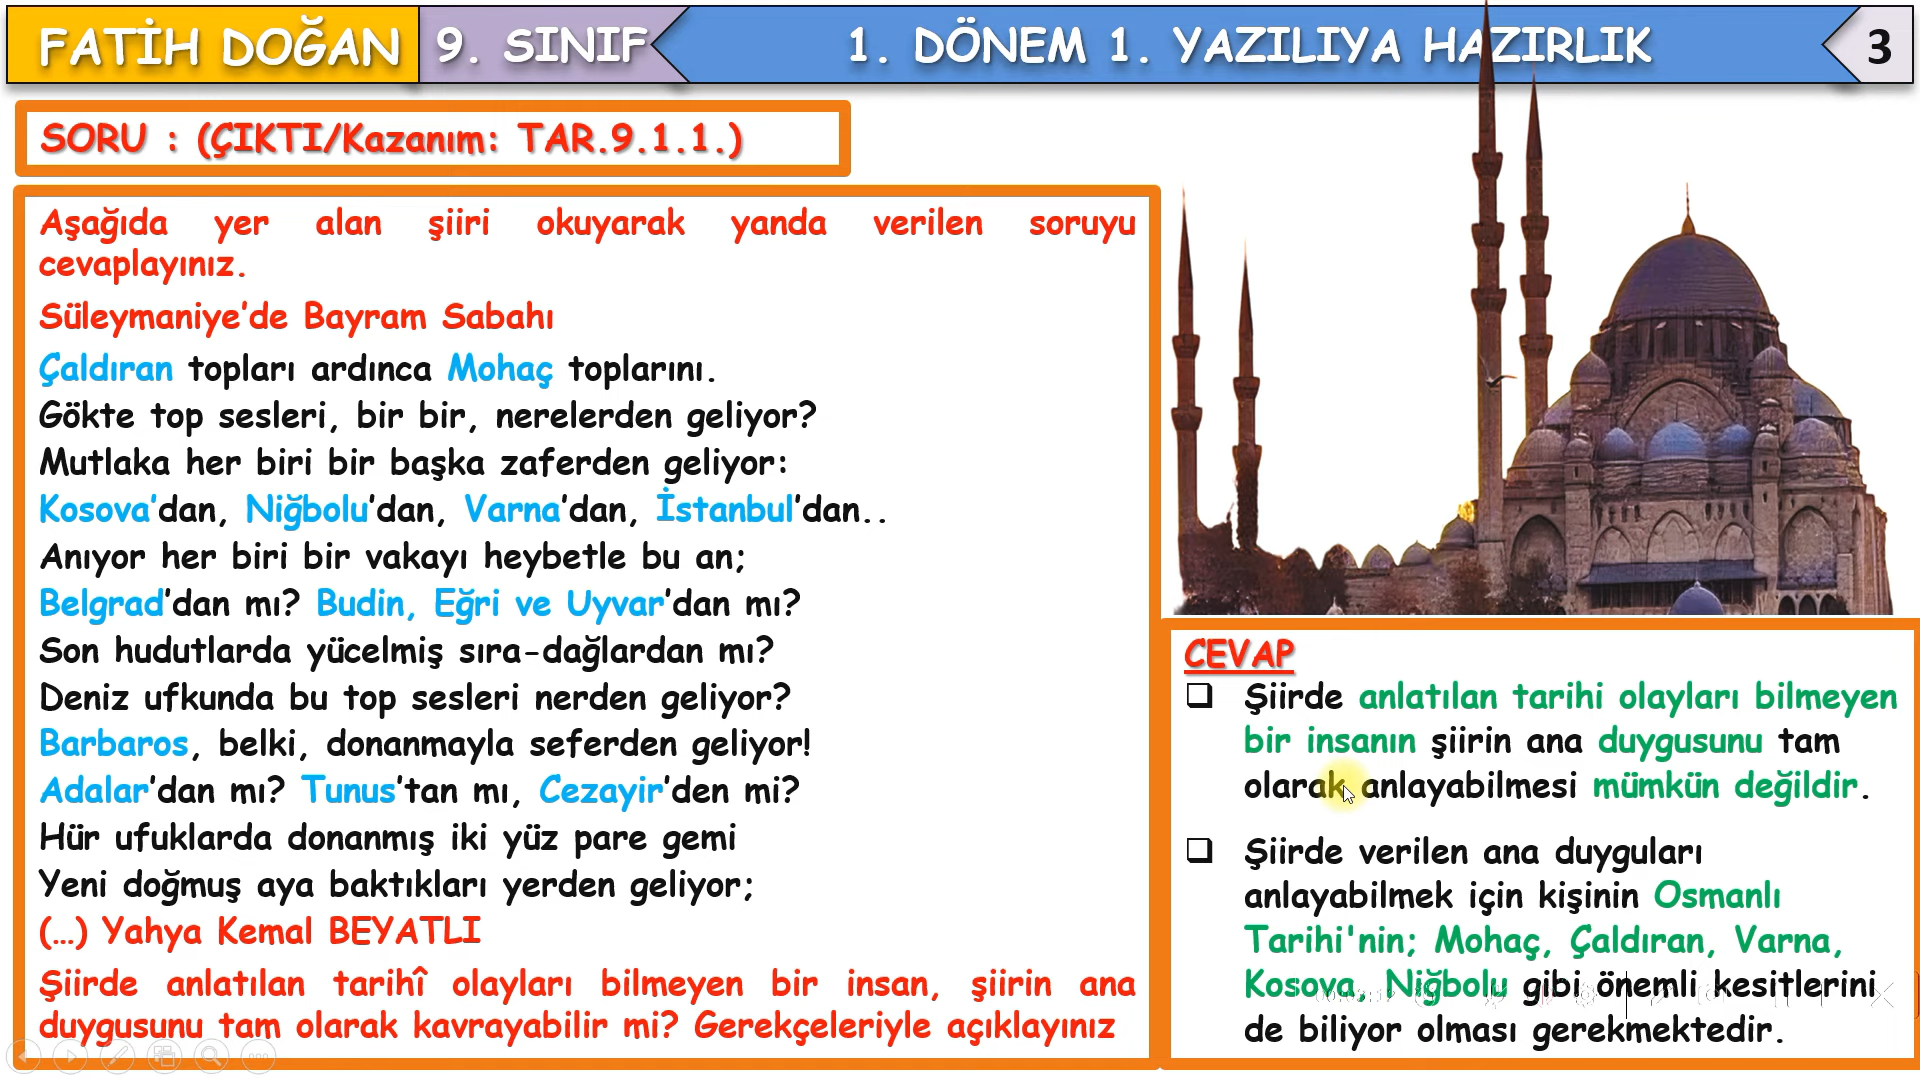 FATİH DOĞAN
9. SINIF
1. DÖNEM 1. YAZILIYA HAZIRLIK
3
SORU : (ÇIKTI/Kazanım: TAR.9.1.1.)
Aşağıda yer alan şiiri okuyarak yanda verilen soruyu
cevaplayınız.
Süleymaniye’de Bayram Sabahı
Çaldıran topları ardınca Mohaç toplarını.
Gökte top sesleri, bir bir, nerelerden geliyor?
Mutlaka her biri bir başka zaferden geliyor:
Kosova’dan, Niğbolu’dan, Varna’dan, İstanbul’dan..
Anıyor her biri bir vakayı heybetle bu an;
Belgrad’dan mı? Budin, Eğri ve Uyvar’dan mı?
Son hudutlarda yücelmiş sıra-dağlardan mı?
Deniz ufkunda bu top sesleri nerden geliyor?
Barbaros, belki, donanmayla seferden geliyor!
Adalar’dan mı? Tunus’tan mı, Cezayir’den mi?
Hür ufuklarda donanmış iki yüz pare gemi
Yeni doğmuş aya baktıkları yerden geliyor;
(…) Yahya Kemal BEYATLI
Şiirde anlatılan tarihî olayları bilmeyen bir insan, şiirin ana
duygusunu tam olarak kavrayabilir mi? Gerekçeleriyle açıklayınız
CEVAP
Şiirde anlatılan tarihi olayları bilmeyen
bir insanın şiirin ana duygusunu tam
olarak anlayabilmesi mümkün değildir.
Şiirde verilen ana duyguları
anlayabilmek için kişinin Osmanlı
Tarihi'nin; Mohaç, Çaldıran, Varna,
Kosova, Niğbolu gibi önemli kesitlerini
de biliyor olması gerekmektedir.